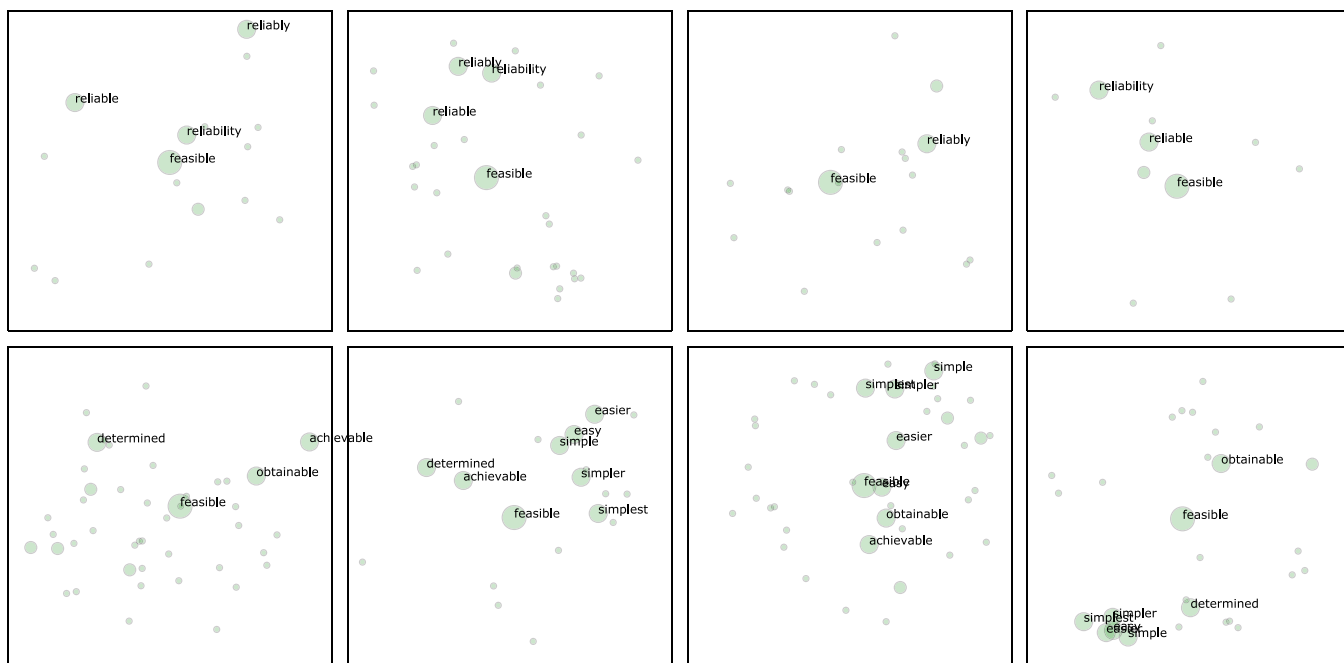 reliably
reliable
reliability
feasible
reliably
reliability
reliable
feasible
reliably
feasible
reliability
reliable
feasible
determined
achievable
obtainable
feasible
easier
easy
simple
determined
achievable
simpler
feasible
simplest
simple
simplest
simpler
easier
feasible
easy
obtainable
achievable
obtainable
feasible
determined
simpler
simplest
easy
easier
simple